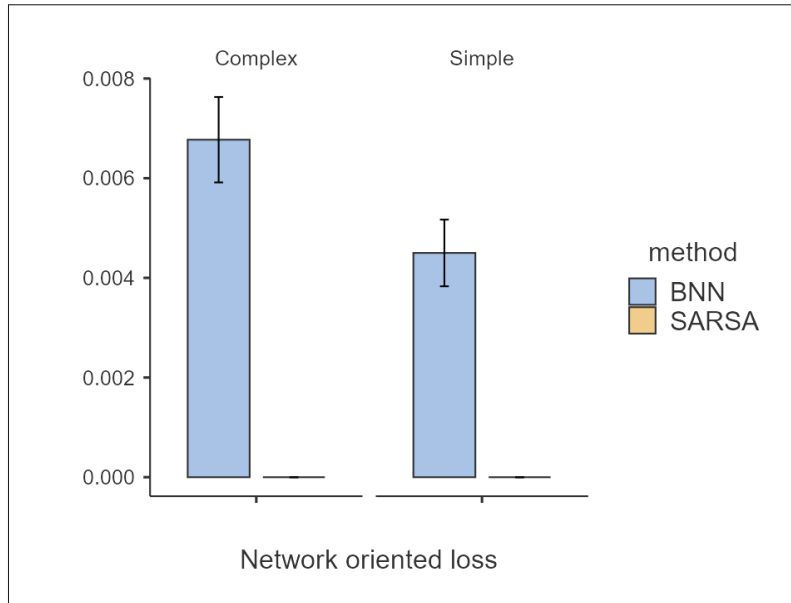 Complex Simple
0.008
0.006
0.004
0.002
0.000
method
BNN
SARSA
Network oriented loss